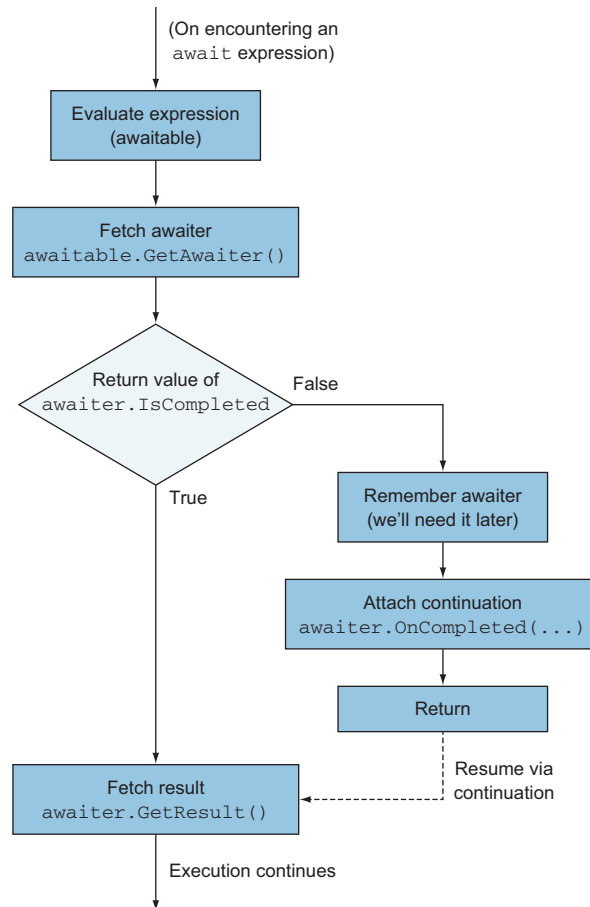 (On encountering an
await expression)
Evaluate expression
(awaitable)
Fetch awaiter
awaitable.GetAwaiter()
Return value of
awaiter.IsCompleted
False
True
Remember awaiter
(we’ll need it later)
Attach continuation
awaiter.OnCompleted(...)
Return
Resume via
continuation
Fetch result
awaiter.GetResult()
Execution continues